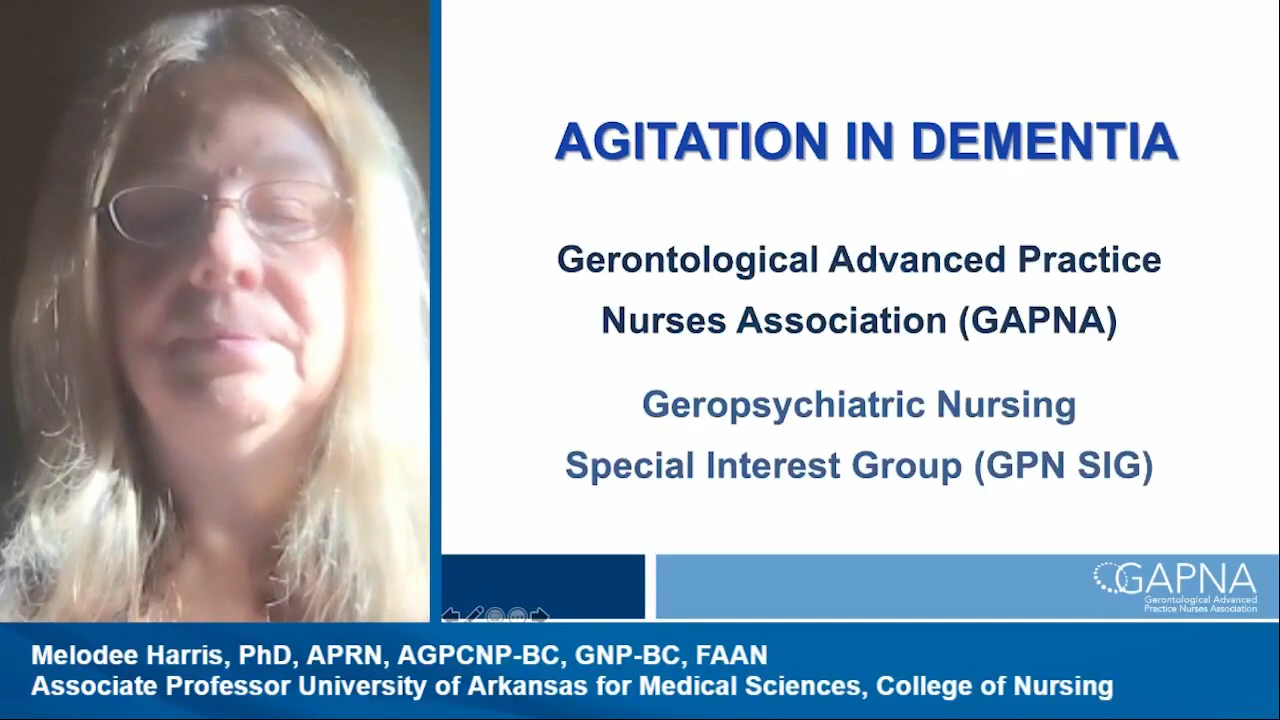 AGITATION IN DEMENTIA
Gerontological Advanced Practice
Nurses Association (GAPNA)
Geropsychiatric Nursing
Special Interest Group (GPN SIG)
GAPNA
Gerontological Advanced
Practice Nurses Association
Melodee Harris, PhD, APRN, AGPCNP-BC, GNP-BC, FAAN
Associate Professor University of Arkansas for Medical Sciences, College of Nursing